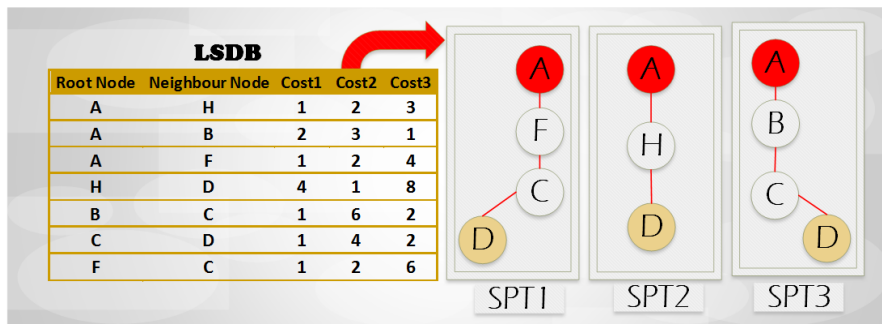 LSDB
Root Node Neighbour Node Cost1 Cost2 Cost3
A H 1 2 3
A B 2 3 1
A F 1 2 4
H D 4 1 8
B C 1 6 2
C D 1 4 2
F C 1 2 6
A
F
C
D
SPT1
A
H
D
SPT2
A
B
C
D
SPT3